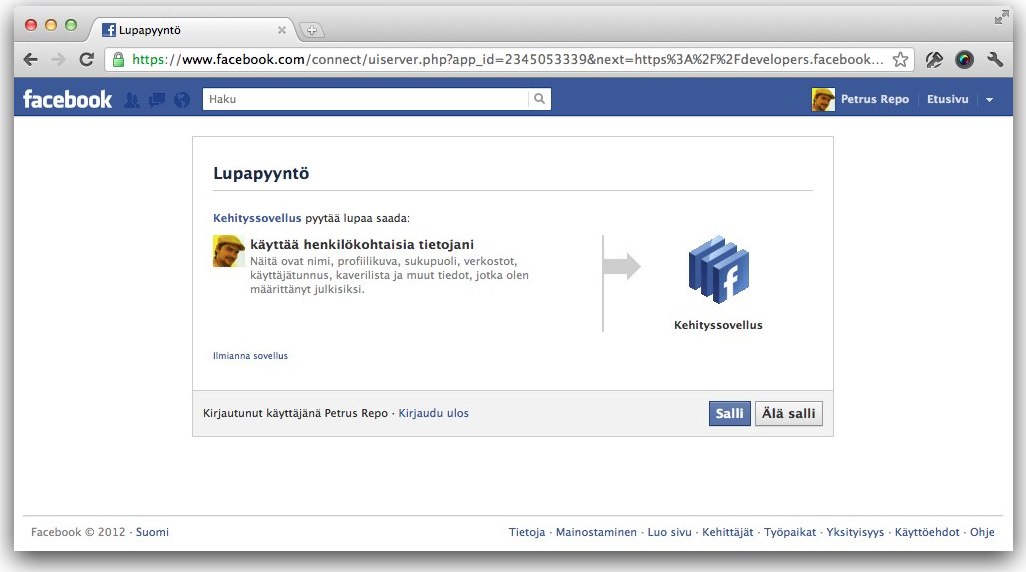 Lupapyyntö
https://www.facebook.com/connect/uiserver.php?app_id=2345053339&next=https%3A%2F%2Fdevelopers.facebook...
facebook
Haku
Petrus Repo
Etusivu
Lupapyyntö
Kehityssovellus pyytää lupaa saada:
käyttää henkilökohtaisia tietojani
Näitä ovat nimi, profiilikuva, sukupuoli, verkostot,
käyttäjätunnus, kaverilista ja muut tiedot, jotka olen
määrittänyt julkisiksi.
Kehityssovellus
Ilmianna sovellus
Kirjautunut käyttäjänä Petrus Repo · Kirjaudu ulos
Salli
Älä salli
Facebook © 2012 · Suomi
Tietoja · Mainostaminen · Luo sivu · Kehittäjät · Työpaikat · Yksityisyys · Käyttöehdot · Ohje